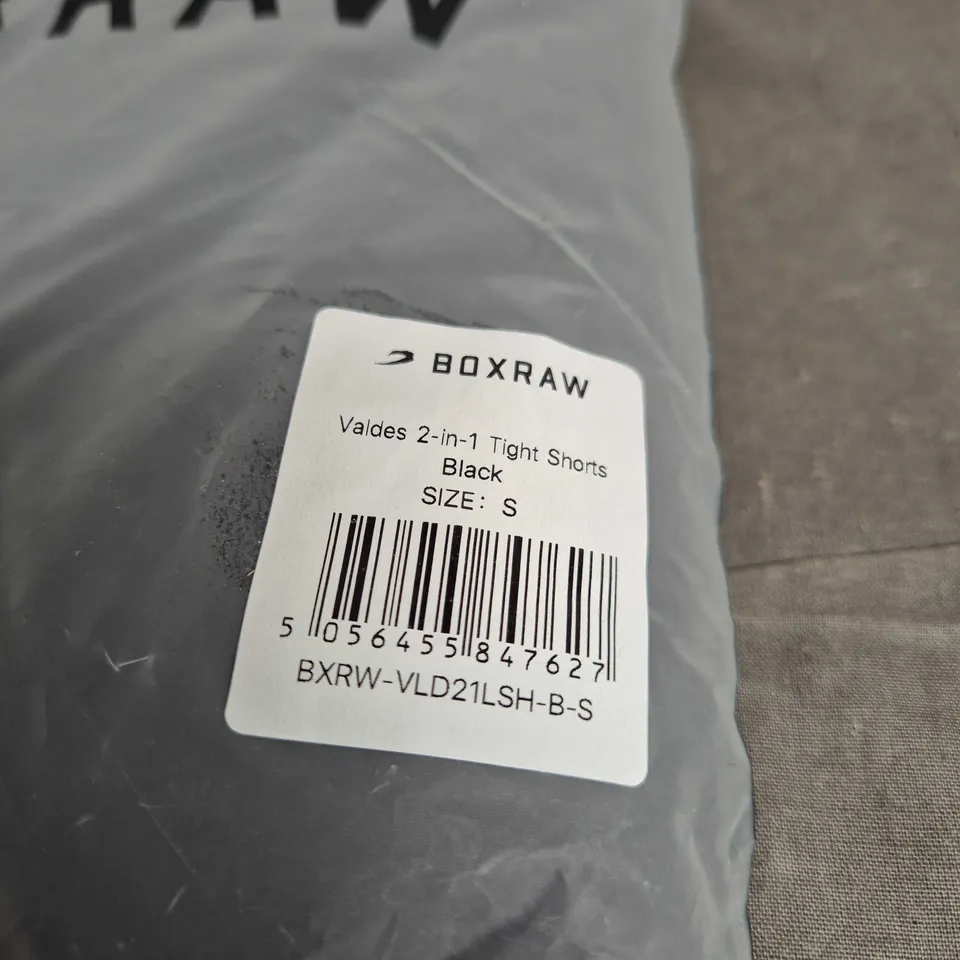 BOXRAW
Valdes 2-in-1 Tight Shorts
Black
SIZE: S
5 056455 847627
BXRW-VLD21LSH-B-S